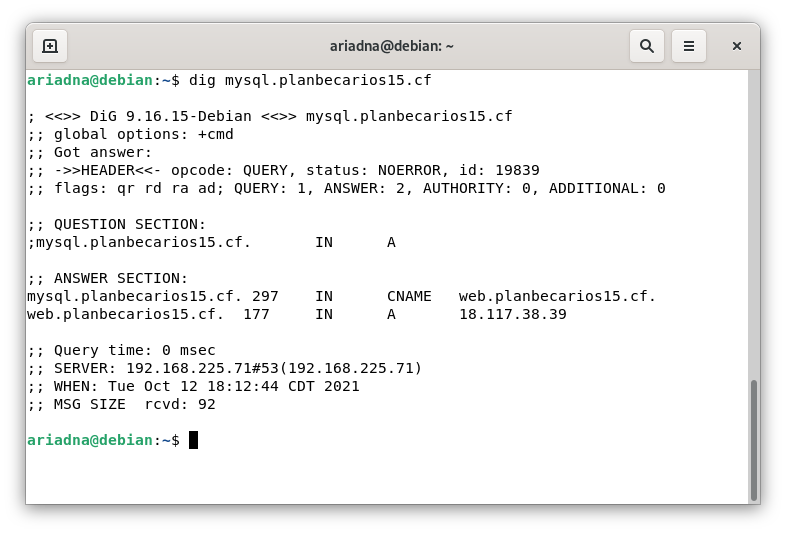 ariadna@debian: ~
ariadna@debian:~$ dig mysql.planbecarios15.cf
; <<>> DiG 9.16.15-Debian <<>> mysql.planbecarios15.cf
;; global options: +cmd
;; Got answer:
;; ->>HEADER<<- opcode: QUERY, status: NOERROR, id: 19839
;; flags: qr rd ra ad; QUERY: 1, ANSWER: 2, AUTHORITY: 0, ADDITIONAL: 0
;; QUESTION SECTION:
;mysql.planbecarios15.cf.       IN      A
;; ANSWER SECTION:
mysql.planbecarios15.cf. 297    IN      CNAME   web.planbecarios15.cf.
web.planbecarios15.cf.  177     IN      A       18.117.38.39
;; Query time: 0 msec
;; SERVER: 192.168.225.71#53(192.168.225.71)
;; WHEN: Tue Oct 12 18:12:44 CDT 2021
;; MSG SIZE  rcvd: 92
ariadna@debian:~$